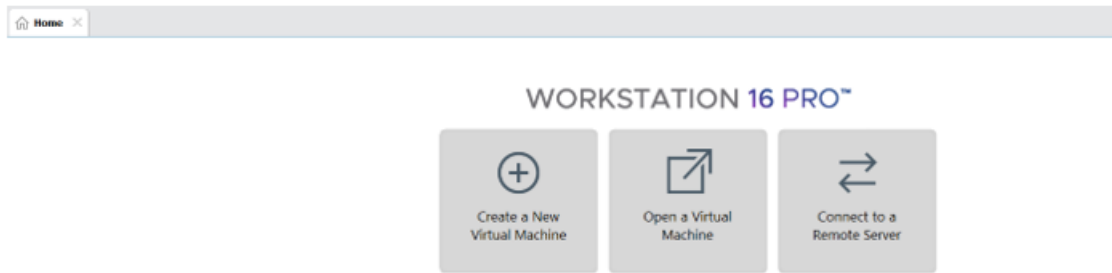 Home
WORKSTATION 16 PRO™
Create a New
Virtual Machine
Open a Virtual
Machine
Connect to a
Remote Server